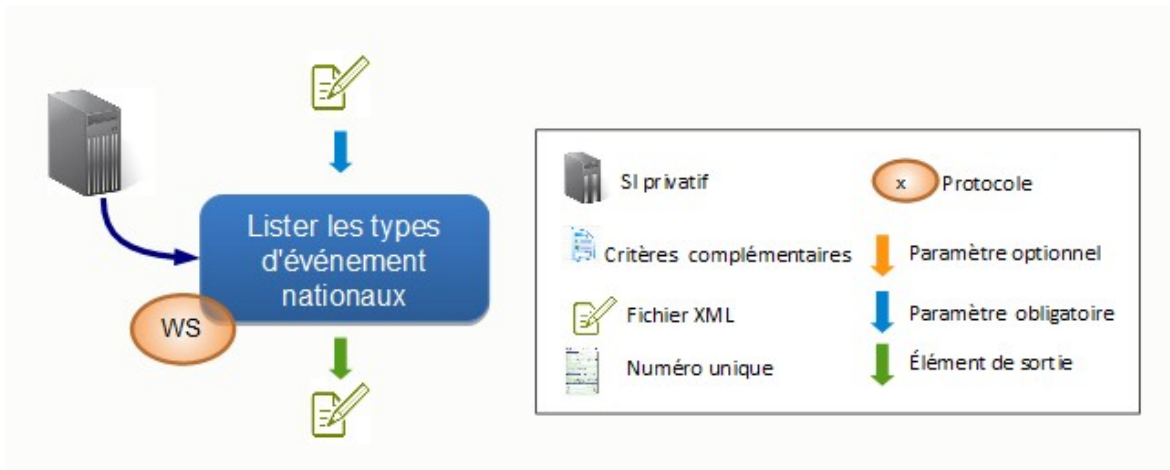 Lister les types
d'événement
nationaux
WS
SI privatif
x
Protocole
Critères complémentaires
Paramètre optionnel
Fichier XML
Paramètre obligatoire
Numéro unique
Élément de sortie